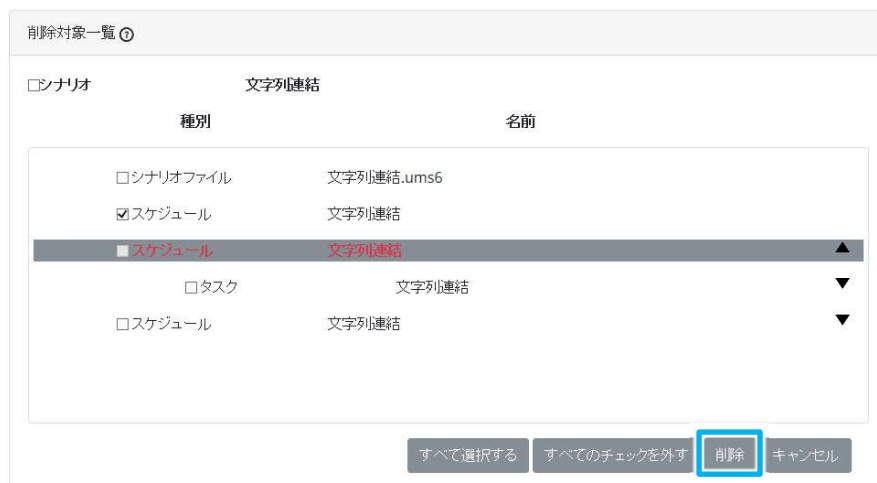 削除対象一覧?
シナリオ 文字列連結
種別 名前
シナリオファイル 文字列連結.ums6
スケジュール 文字列連結
スケジュール 文字列連結
タスク 文字列連結
スケジュール 文字列連結
すべて選択する すべてのチェックを外す 削除 キャンセル